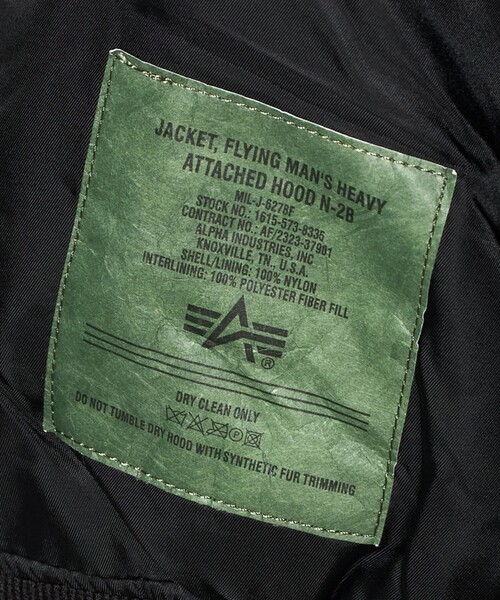 JACKET, FLYING MAN'S HEAVY
ATTACHED HOOD N-2B
MIL-J-6278F
STOCK NO.: 1615-573-8335
CONTRACT NO.: AF/2323-37981
ALPHA INDUSTRIES, INC
KNOXVILLE, TN, U.S.A.
SHELL/LINING: 100% NYLON
INTERLINING: 100% POLYESTER FIBER FILL
®
DRY CLEAN ONLY
DO NOT TUMBLE DRY ROOD WITH SYNTHETIC FUR TRIMMING